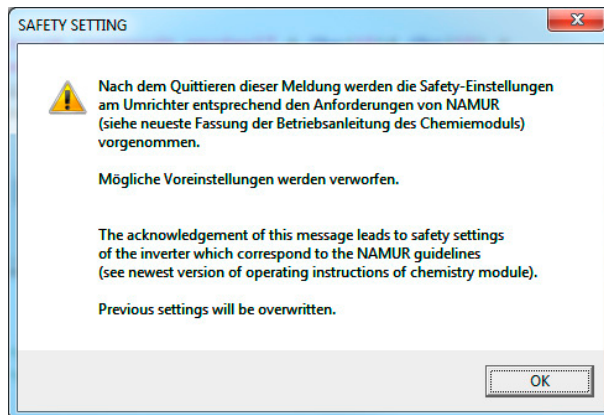 SAFETY SETTING
Nach dem Quittieren dieser Meldung werden die Safety-Einstellungen
am Umrichter entsprechend den Anforderungen von NAMUR
(siehe neueste Fassung der Betriebsanleitung des Chemiemoduls)
vorgenommen.
Mögliche Voreinstellungen werden verworfen.
The acknowledgement of this message leads to safety settings
of the inverter which correspond to the NAMUR guidelines
(see newest version of operating instructions of chemistry module).
Previous settings will be overwritten.
OK